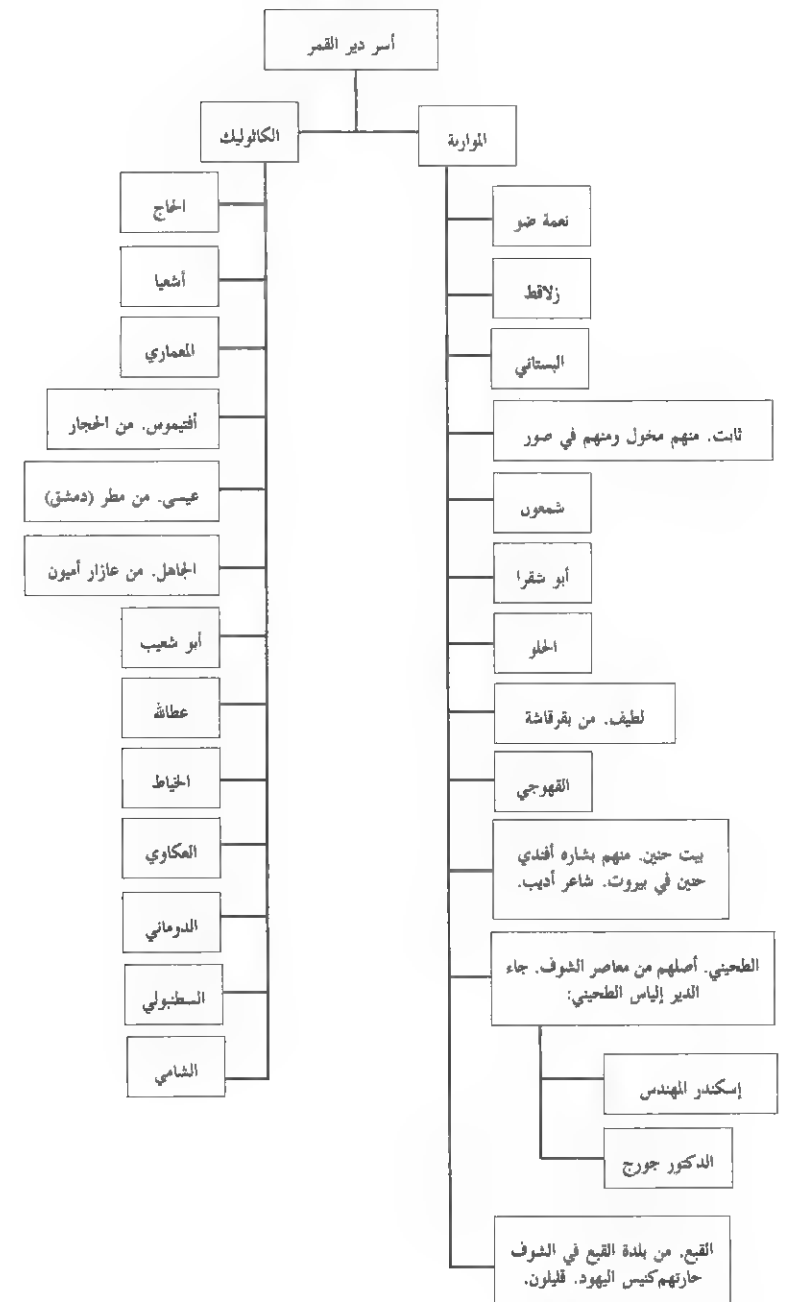 أسر دير القمر
الموارنة
نعمة ضو
زلاقط
البستاني
ثابت. منهم مخول ومنهم في صور
شمعون
أبو شقرا
الحلو
لطيف. من بقرقاشة
القهوجي
بيت حنين. منهم بشاره أفندي
حنين في بيروت. شاعر أديب.
الطحيني. أصلهم من معاصر الشوف. جاء
الدير إلياس الطحيني:
إسكندر المهندس
الدكتور جورج
القبع. من بلدة القبع في الشوف
حارتهم كنيس اليهود. قليلون.
الكاثوليك
الحاج
أشعيا
المعماري
أفتيموس. من الحجار
عيسى. من مطر (دمشق)
الجاهل. من عازار أميون
أبو شعيب
عطالله
الخياط
العكاوي
الدوماني
السطنبولي
الشامي